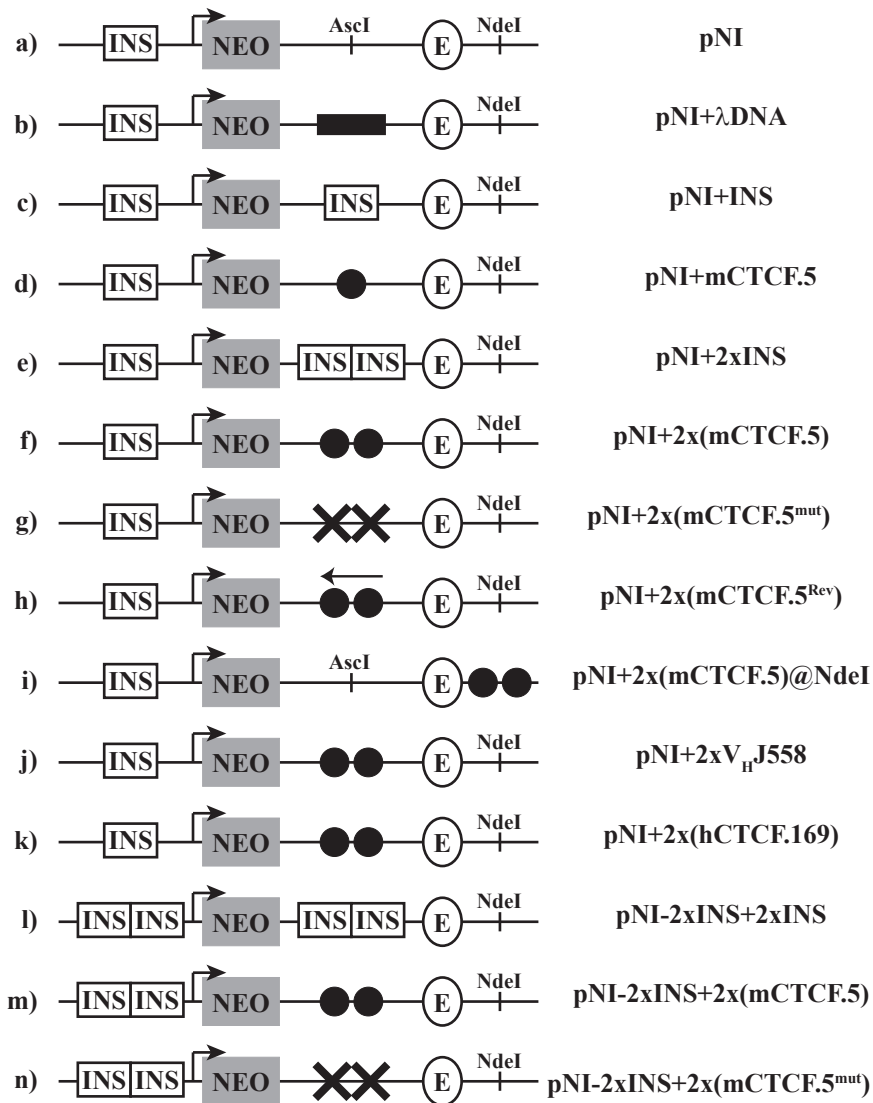 a) INS NEO AscI E NdeI pNI
b) INS NEO E NdeI pNI+λDNA
c) INS NEO INS E NdeI pNI+INS
d) INS NEO E NdeI pNI+mCTCF.5
e) INS NEO INS INS E NdeI pNI+2xINS
f) INS NEO E NdeI pNI+2x(mCTCF.5)
g) INS NEO E NdeI pNI+2x(mCTCF.5mut)
h) INS NEO E NdeI pNI+2x(mCTCF.5Rev)
i) INS NEO AscI E pNI+2x(mCTCF.5)@NdeI
j) INS NEO E NdeI pNI+2xVHJ558
k) INS NEO E NdeI pNI+2x(hCTCF.169)
l) INS INS NEO INS INS E NdeI pNI-2xINS+2xINS
m) INS INS NEO E NdeI pNI-2xINS+2x(mCTCF.5)
n) INS INS NEO E NdeI pNI-2xINS+2x(mCTCF.5mut)